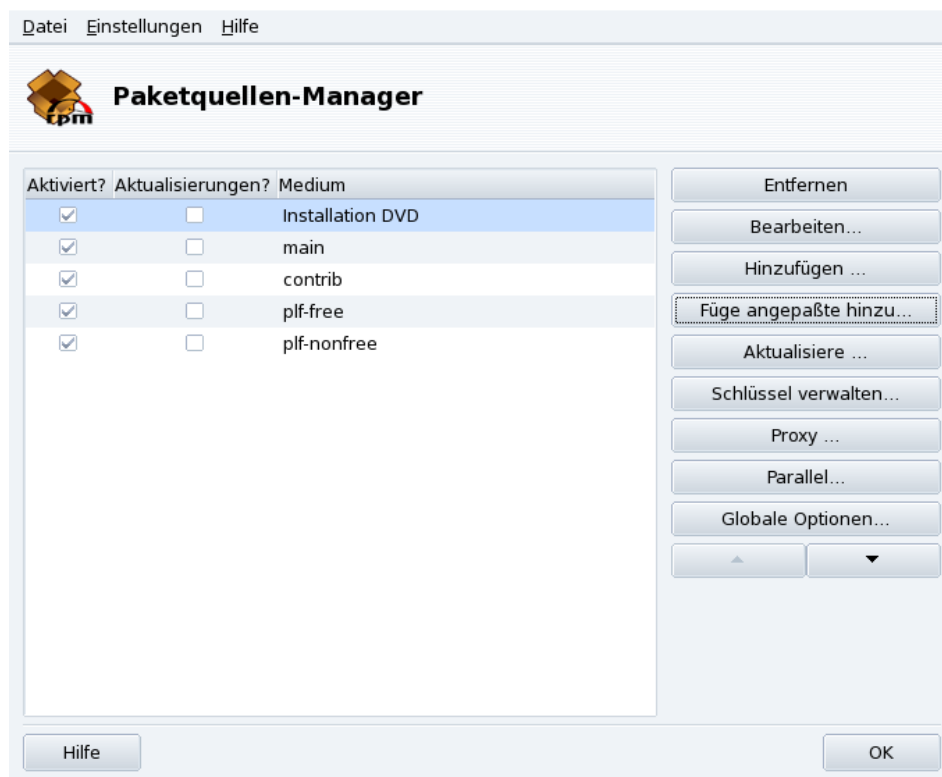 Datei Einstellungen Hilfe
rpm
Paketquellen-Manager
Aktiviert? Aktualisierungen? Medium
Installation DVD
main
contrib
plf-free
plf-nonfree
Entfernen
Bearbeiten...
Hinzufügen ...
Füge angepaßte hinzu...
Aktualisiere ...
Schlüssel verwalten...
Proxy ...
Parallel...
Globale Optionen...
Hilfe
OK